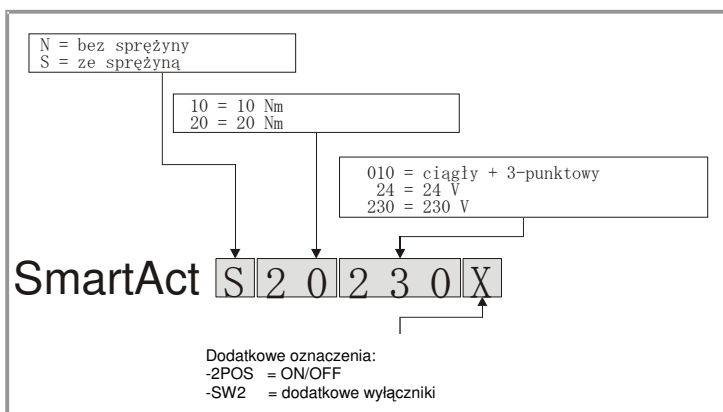 N = bez sprężyny
S = ze sprężyną
10 = 10 Nm
20 = 20 Nm
010 = ciągły + 3-punktowy
24 = 24 V
230 = 230 V
SmartAct S 2 0 2 3 0 X
Dodatkowe oznaczenia:
-2POS = ON/OFF
-SW2 = dodatkowe wyłączniki